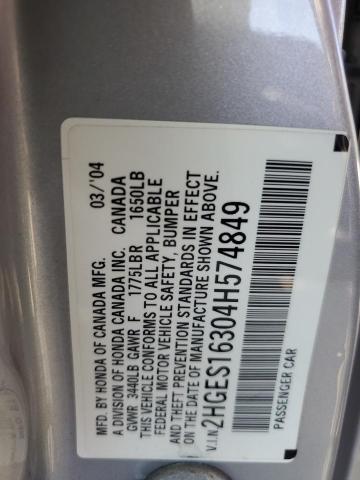 MFD. BY HONDA OF CANADA MFG. 03/'04
A DIVISION OF HONDA CANADA INC. CANADA
GVWR 3440LB GAWR F 1775LB R 1650LB
THIS VEHICLE CONFORMS TO ALL APPLICABLE
FEDERAL MOTOR VEHICLE SAFETY, BUMPER
AND THEFT PREVENTION STANDARDS IN EFFECT
ON THE DATE OF MANUFACTURE SHOWN ABOVE.
V.I.N. 2HGES16304H574849
PASSENGER CAR